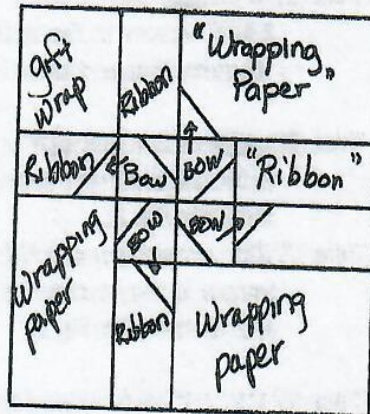 gift
wrap
Ribbon
"Wrapping
Paper"
Ribbon
Bow
BOW
"Ribbon"
Wrapping
paper
BOW
BOW
Ribbon
Wrapping
paper